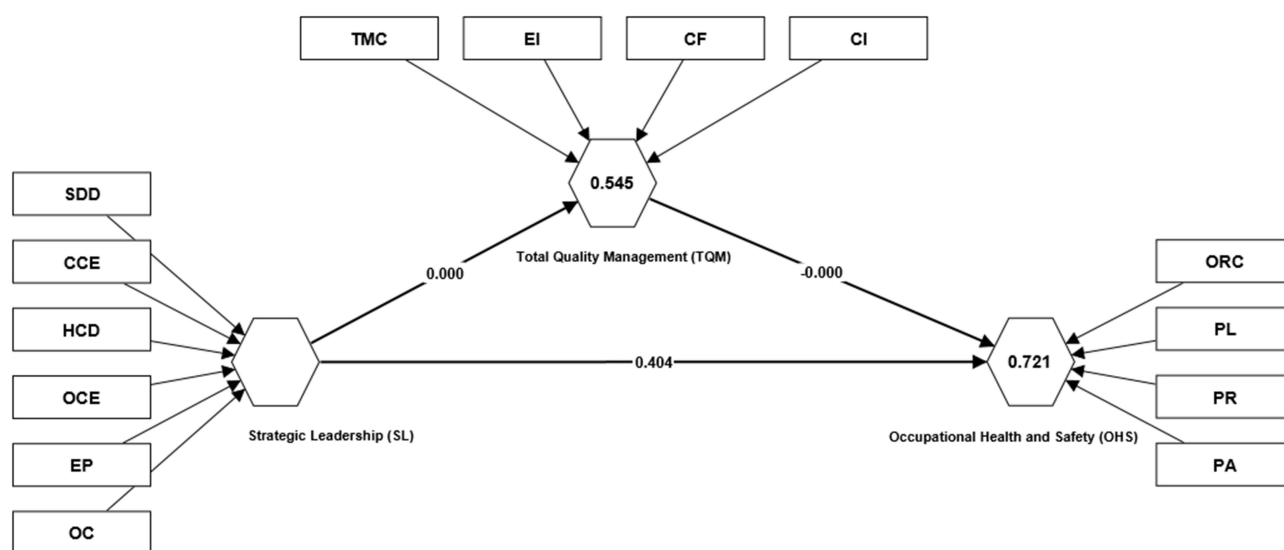 TMC
EI
CF
CI
0.545
Total Quality Management (TQM)
SDD
CCE
HCD
OCE
EP
OC
Strategic Leadership (SL)
0.000
-0.000
0.404
ORC
PL
PR
PA
0.721
Occupational Health and Safety (OHS)